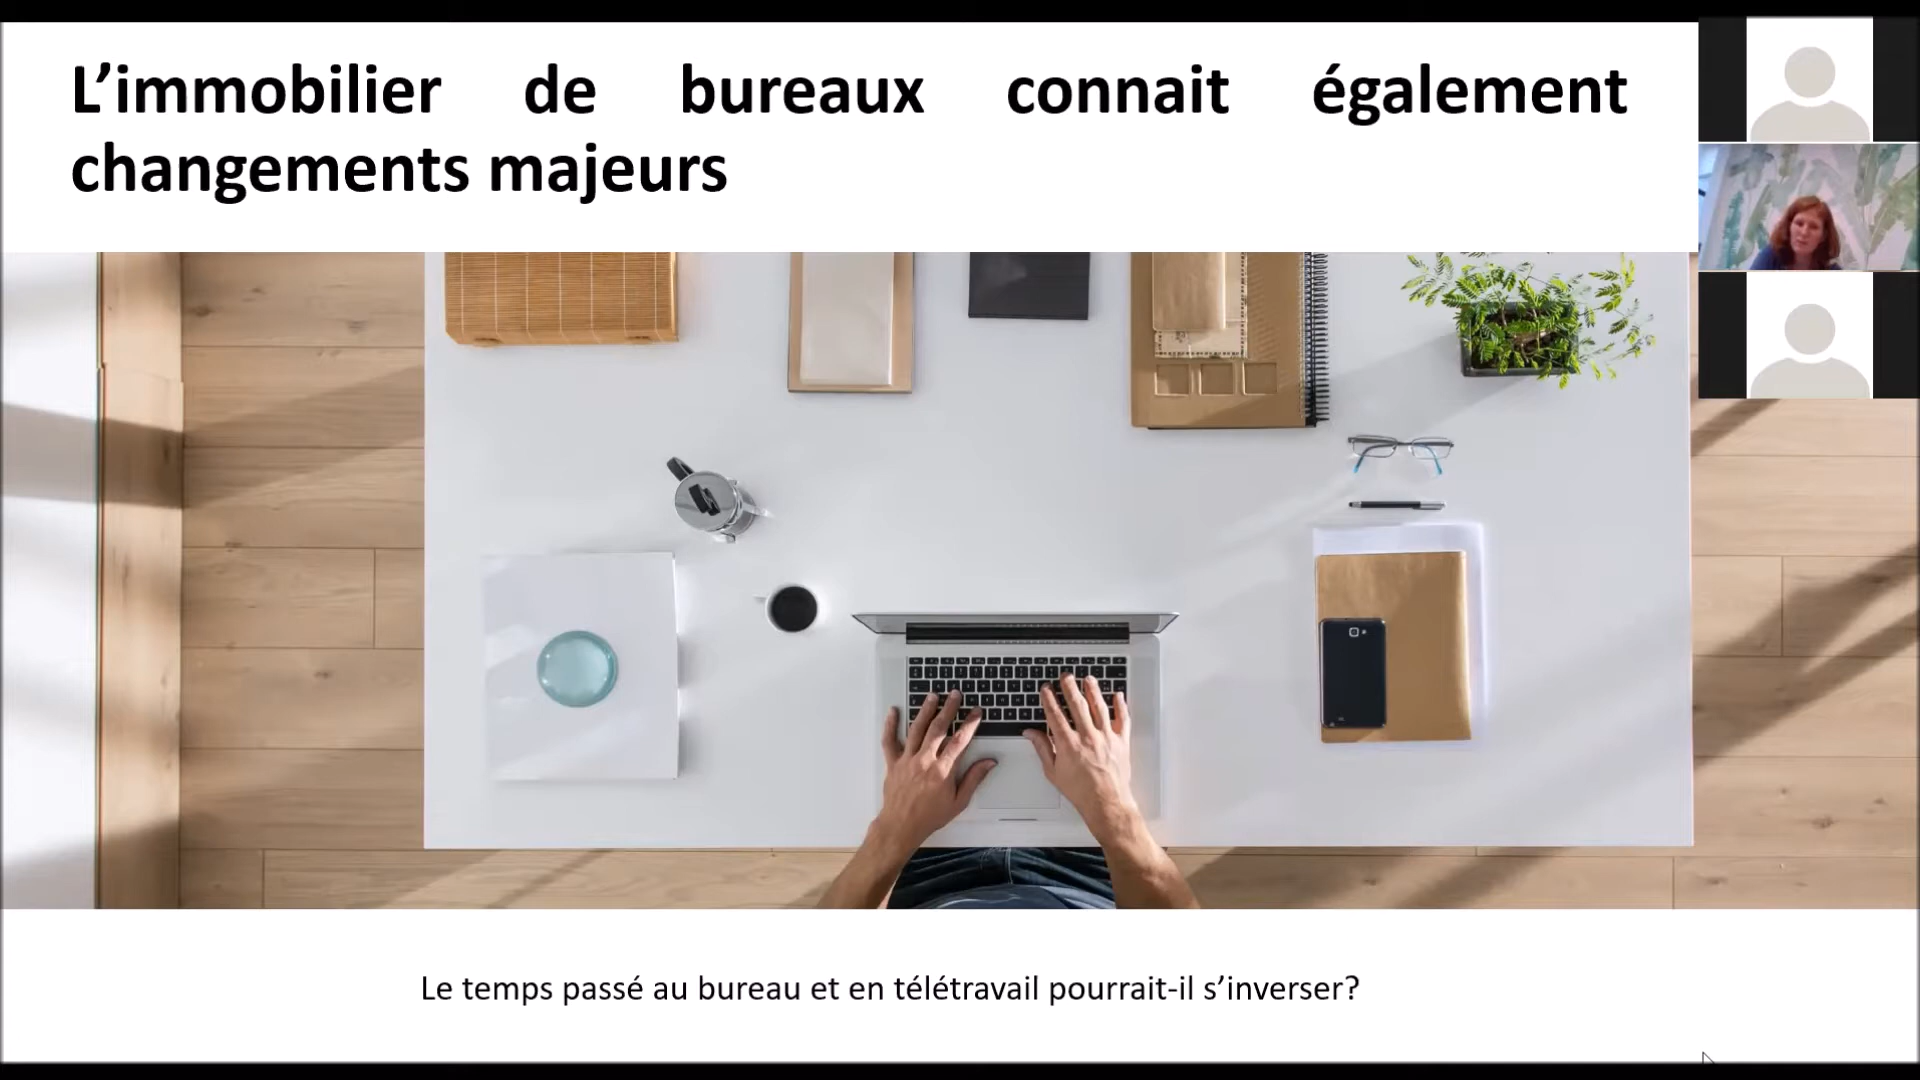 L’immobilier de bureaux connait également
changements majeurs
Le temps passé au bureau et en télétravail pourrait-il s’inverser?